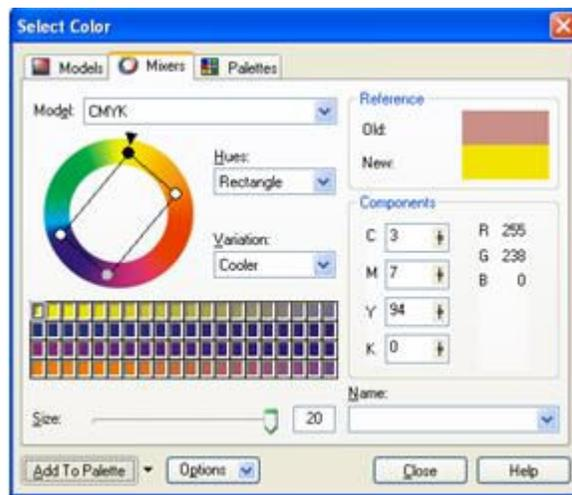 Select Color
Models Mixers Palettes
Model: CMYK
Hues:
Rectangle
Variation:
Cooler
Reference
Old:
New:
Components
C 3 R 255
M 7 G 238
Y 94 B 0
K 0
Size: 20
Name:
Add To Palette Options Close Help